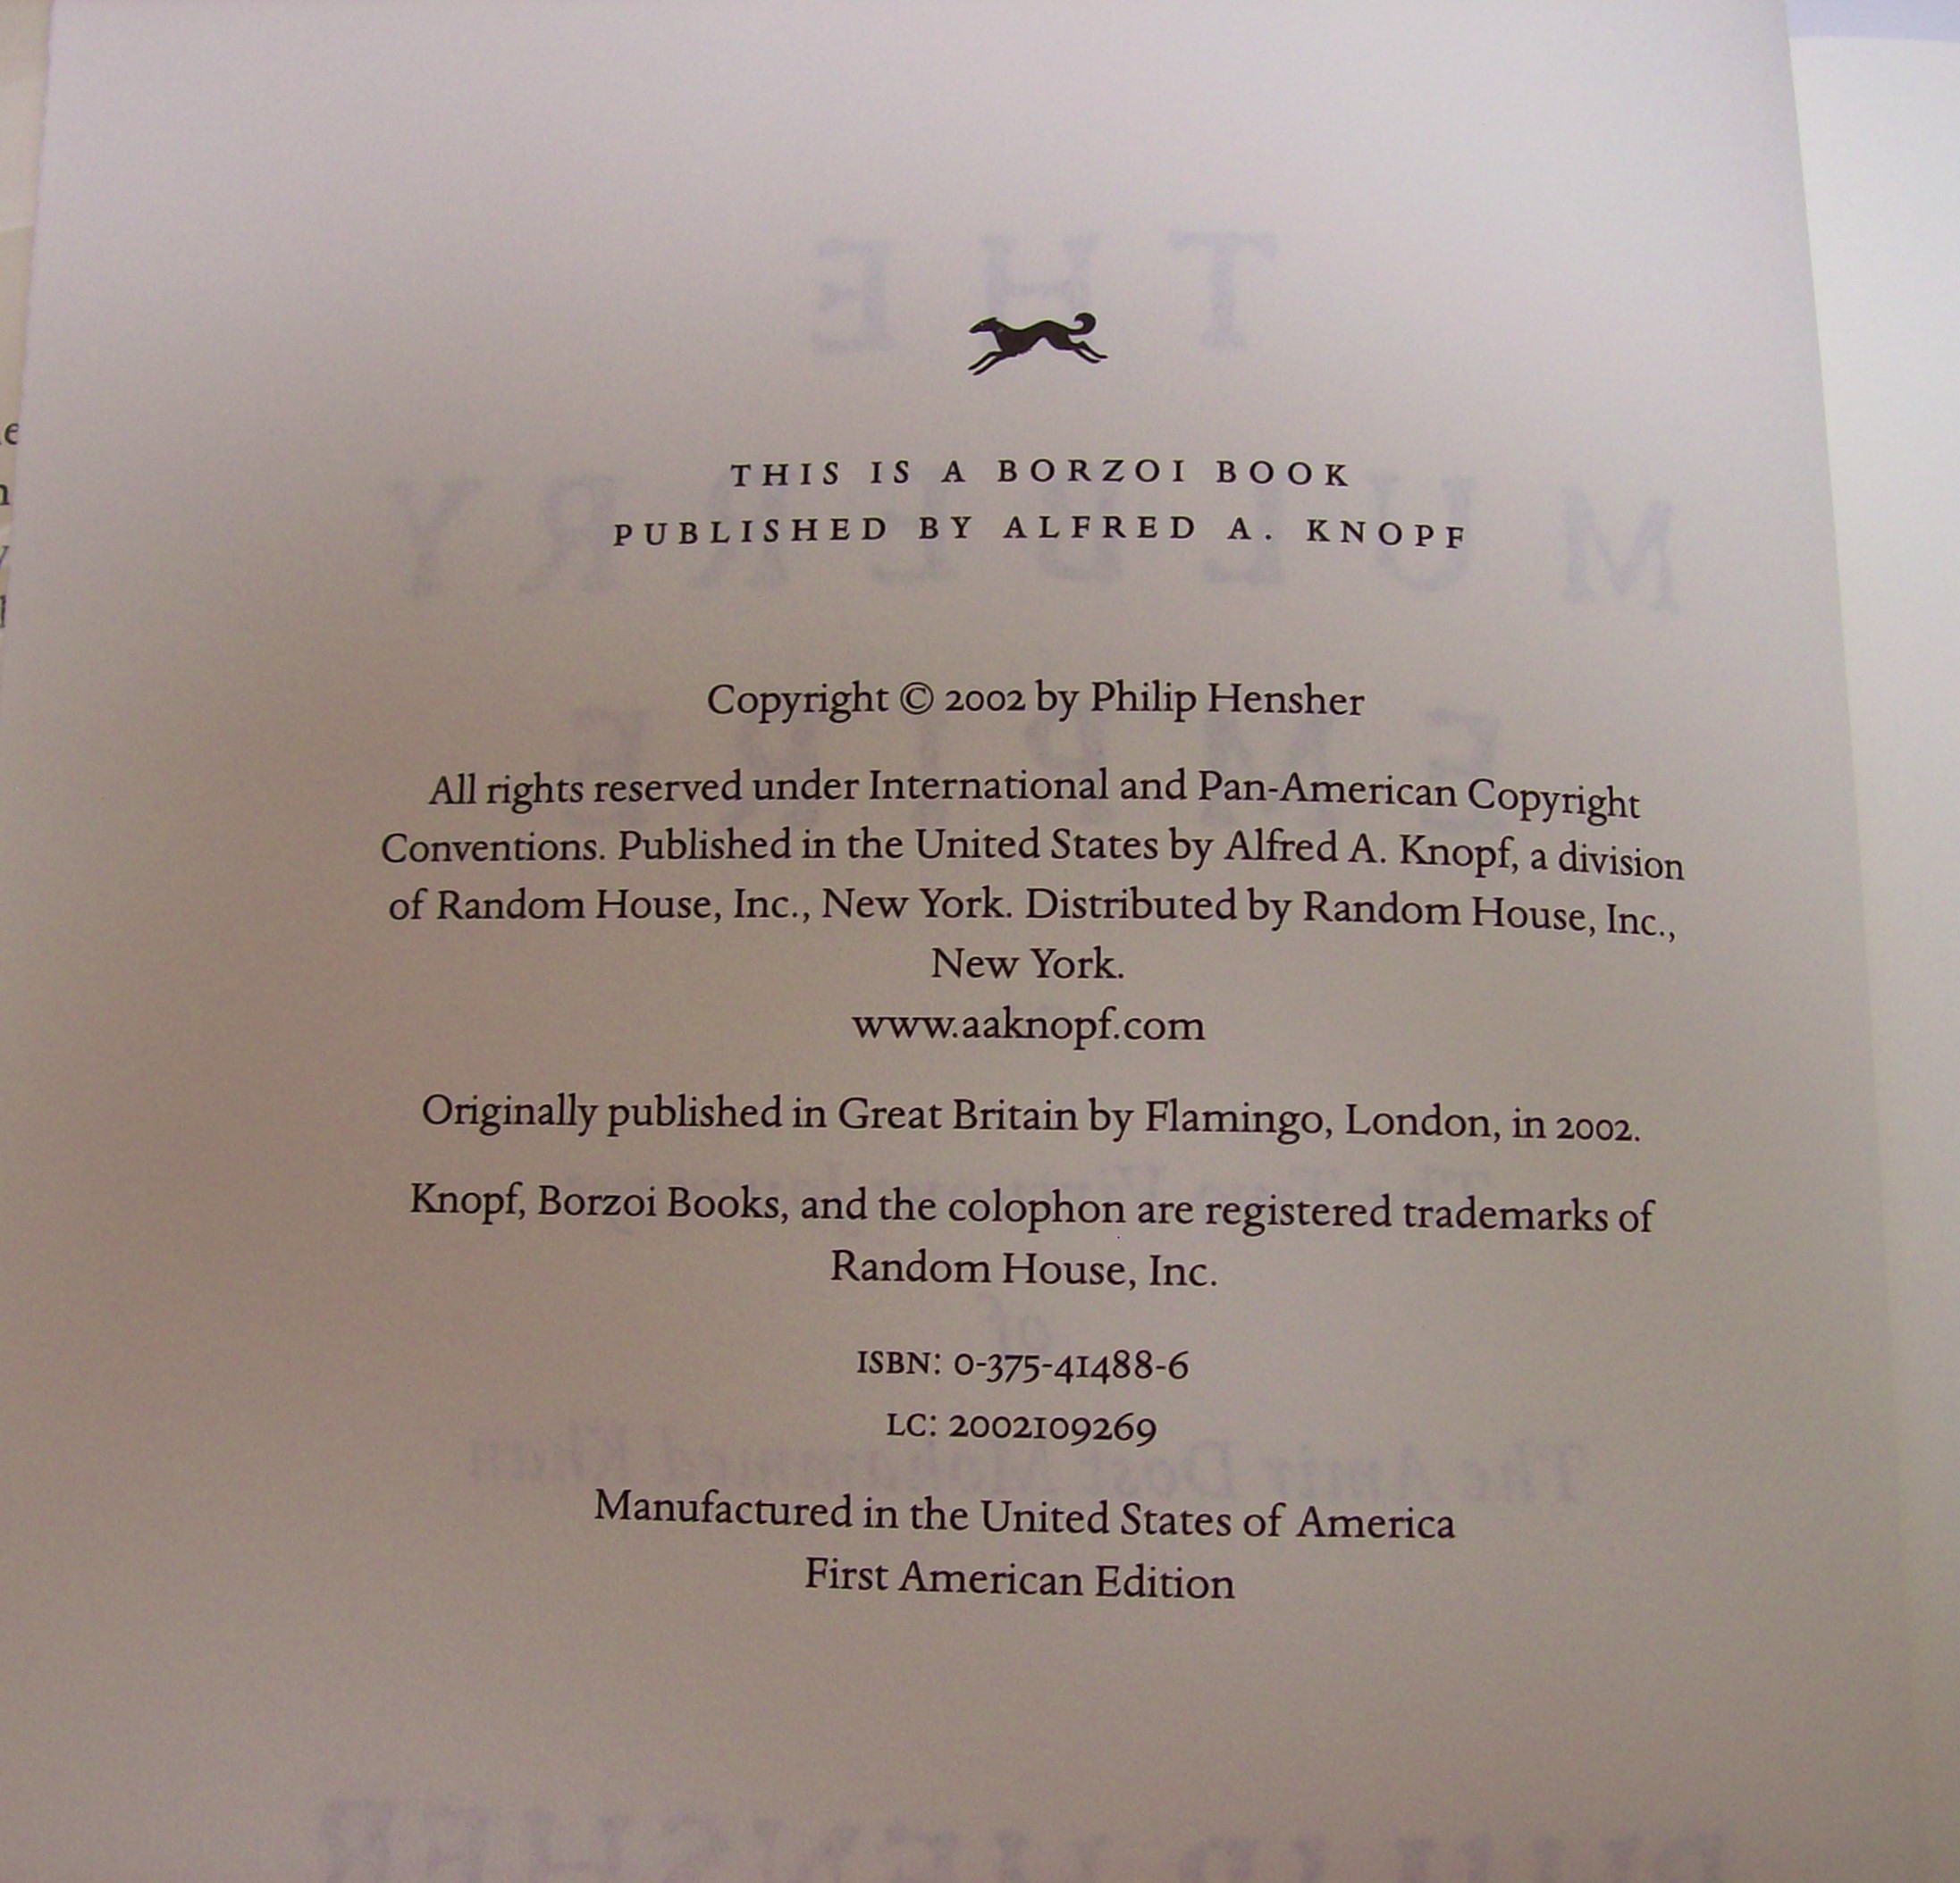 THIS IS A BORZOI BOOK
PUBLISHED BY ALFRED A. KNOPF
Copyright © 2002 by Philip Hensher
All rights reserved under International and Pan-American Copyright
Conventions. Published in the United States by Alfred A. Knopf, a division
of Random House, Inc., New York. Distributed by Random House, Inc.,
New York.
www.aaknopf.com
Originally published in Great Britain by Flamingo, London, in 2002.
Knopf, Borzoi Books, and the colophon are registered trademarks of
Random House, Inc.
ISBN: 0-375-41488-6
LC: 2002109269
Manufactured in the United States of America
First American Edition